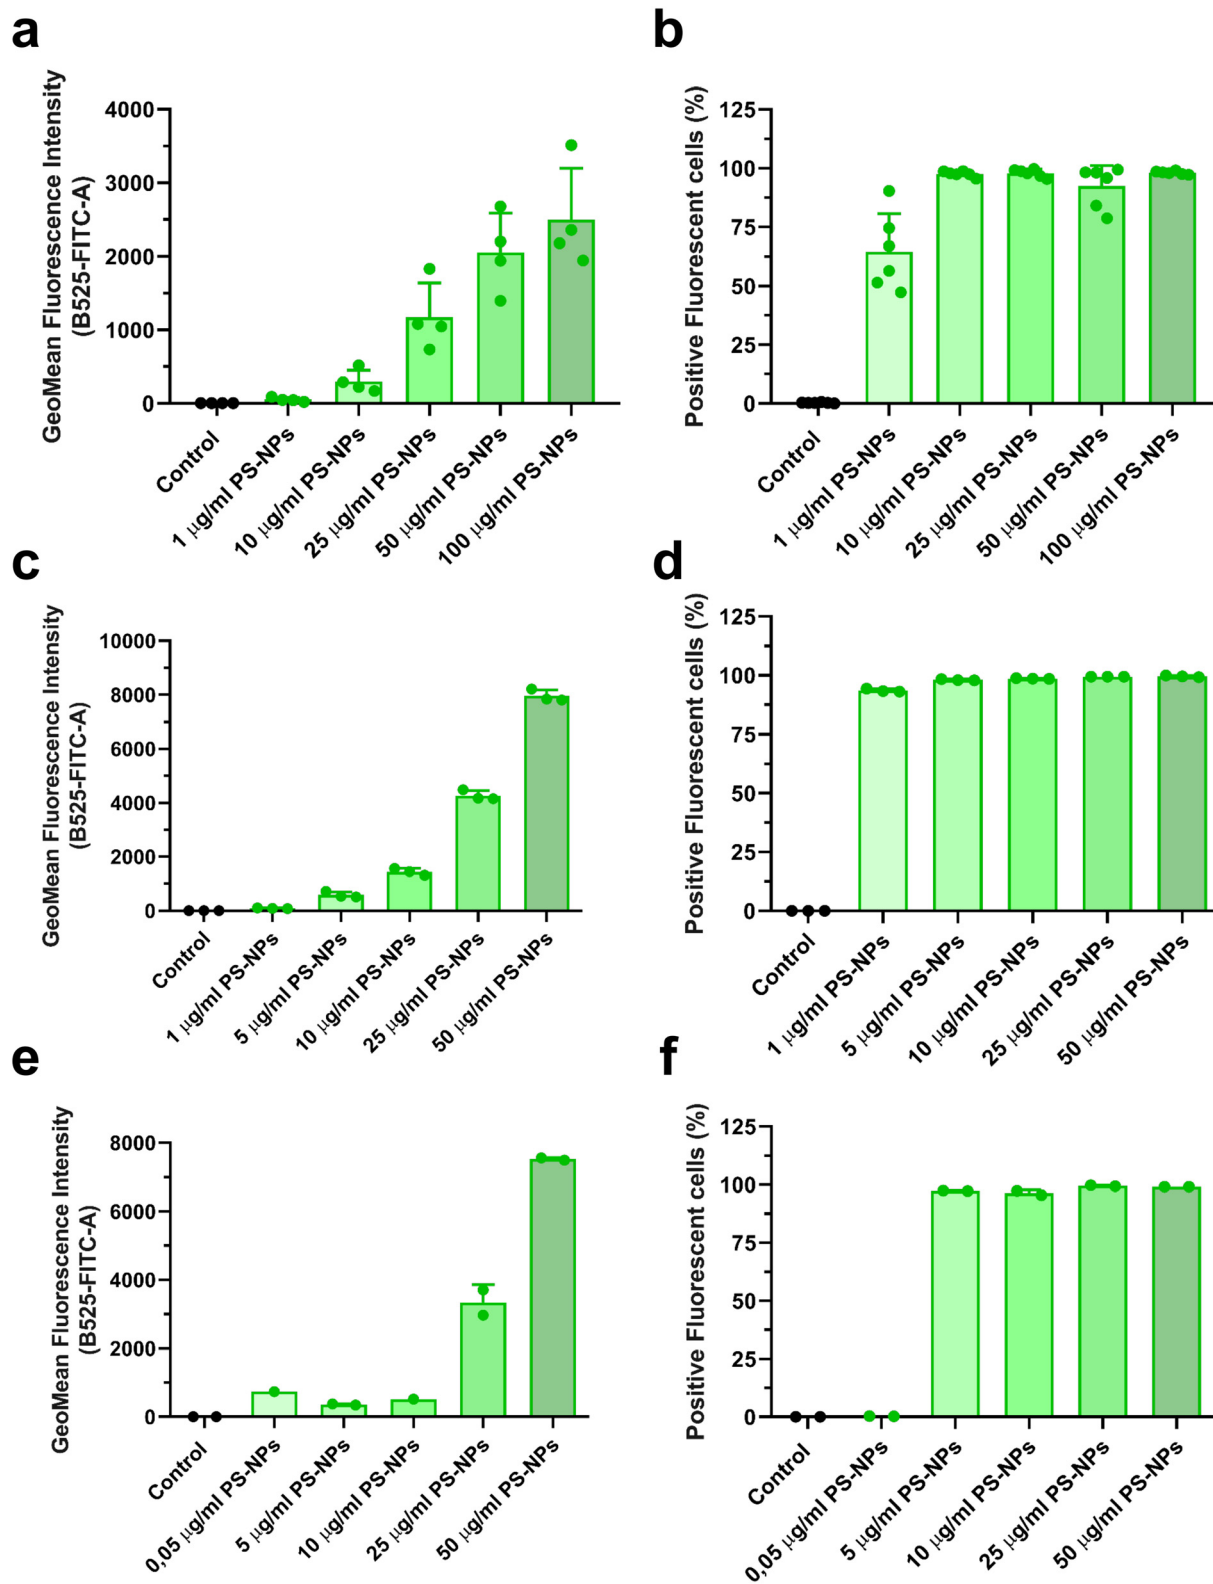 a
GeoMean Fluorescence Intensity
(B525-FITC-A)
4000
3000
2000
1000
0
Control
1 μg/ml PS-NPs
10 μg/ml PS-NPs
25 μg/ml PS-NPs
50 μg/ml PS-NPs
100 μg/ml PS-NPs
b
Positive Fluorescent cells (%)
125
100
75
50
25
0
Control
1 μg/ml PS-NPs
10 μg/ml PS-NPs
25 μg/ml PS-NPs
50 μg/ml PS-NPs
100 μg/ml PS-NPs
c
GeoMean Fluorescence Intensity
(B525-FITC-A)
10000
8000
6000
4000
2000
0
Control
1 μg/ml PS-NPs
5 μg/ml PS-NPs
10 μg/ml PS-NPs
25 μg/ml PS-NPs
50 μg/ml PS-NPs
d
Positive Fluorescent cells (%)
125
100
75
50
25
0
Control
1 μg/ml PS-NPs
5 μg/ml PS-NPs
10 μg/ml PS-NPs
25 μg/ml PS-NPs
50 μg/ml PS-NPs
e
GeoMean Fluorescence Intensity
(B525-FITC-A)
8000
6000
4000
2000
0
Control
0,05 μg/ml PS-NPs
5 μg/ml PS-NPs
10 μg/ml PS-NPs
25 μg/ml PS-NPs
50 μg/ml PS-NPs
f
Positive Fluorescent cells (%)
125
100
75
50
25
0
Control
0,05 μg/ml PS-NPs
5 μg/ml PS-NPs
10 μg/ml PS-NPs
25 μg/ml PS-NPs
50 μg/ml PS-NPs